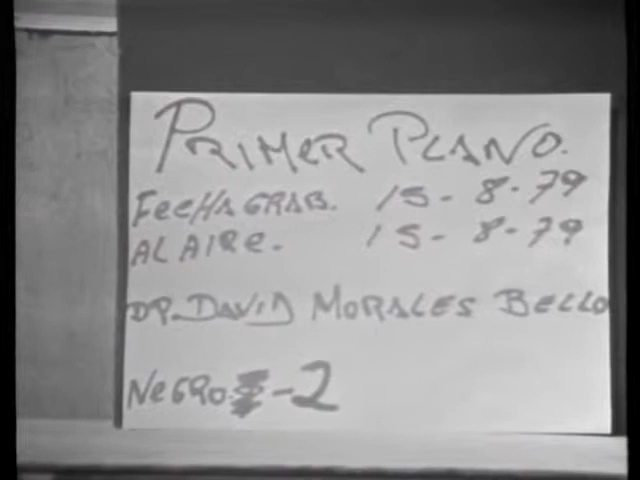 PRIMER PLANO.
FECHA GRAB. 15-8-79
AL AIRE. 15-8-79
DR. DAVID MORALES BELLO
NEGRO -2